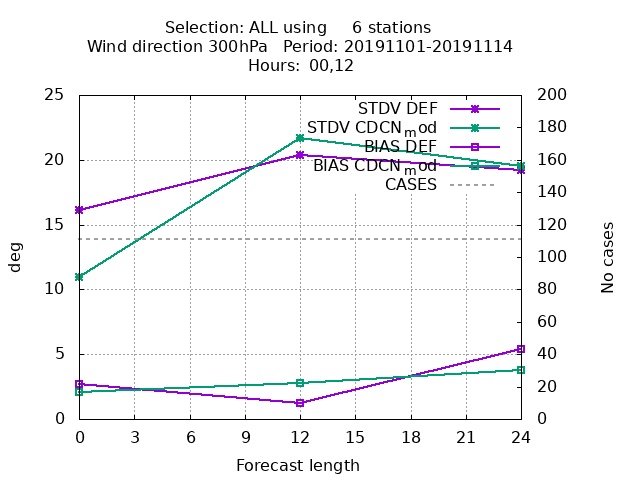 Selection: ALL using     6 stations
Wind direction 300hPa   Period: 20191101-20191114
Hours:  00,12
25 200
STDV DEF
STDV CDCNmod 180
BIAS DEF
20 160
BIAS CDCNmod
CASES
140
15 120
deg No cases
100
10 80
60
5 40
20
0 0
0 3 6 9 12 15 18 21 24
Forecast length